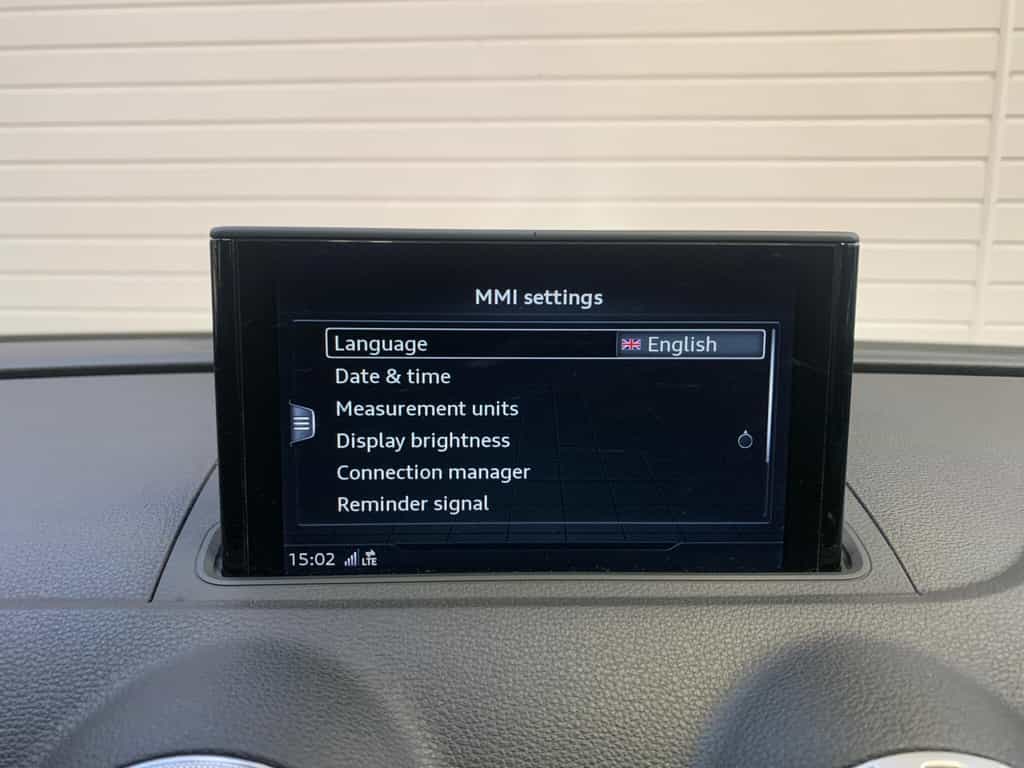 MMI settings
Language English
Date & time
Measurement units
Display brightness
Connection manager
Reminder signal
15:02 LTE